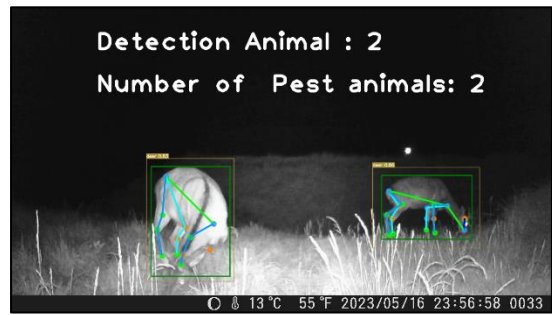 Detection Animal : 2
Number of Pest animals: 2
13 °C 55 °F 2023/05/16 23:56:58 0033